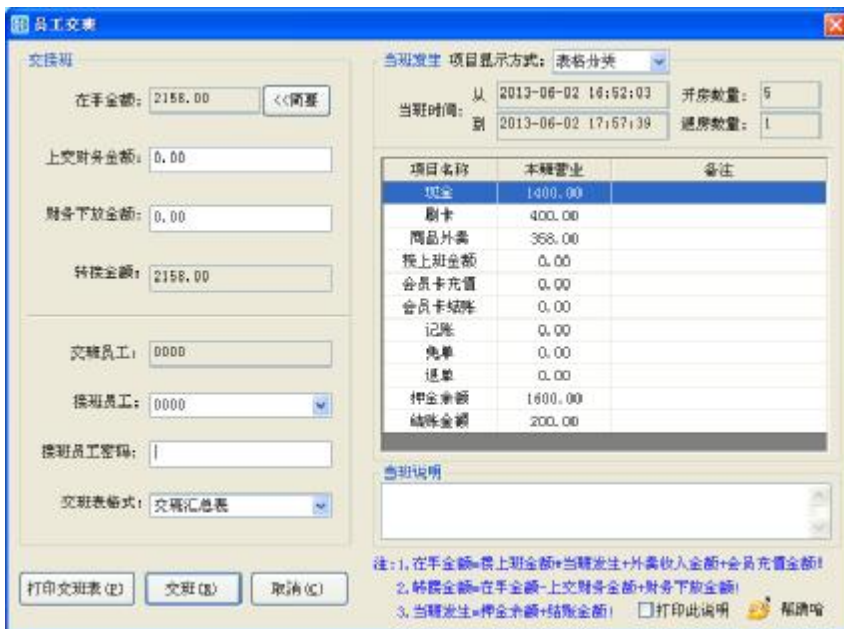 员工交班
交接班
在手金额: 2158.00 <<简要
上交财务金额: 0.00
财务下放金额: 0.00
转接金额: 2158.00
交班员工: 0000
接班员工: 0000
接班员工密码:
交班表格式: 交班汇总表
打印交班表(P) 交班(B) 取消(C)
当班发生 项目显示方式: 表格分类
当班时间: 从 2013-06-02 16:52:03 开房数量: 5
到 2013-06-02 17:57:39 退房数量: 1
项目名称 本班营业 备注
现金 1400.00
刷卡 400.00
商品外卖 358.00
接上班金额 0.00
会员卡充值 0.00
会员卡结账 0.00
记账 0.00
免单 0.00
退单 0.00
押金余额 1600.00
结账金额 200.00
当班说明
注:1.在手金额=接上班金额+当班发生+外卖收入金额+会员充值金额!
2.转接金额=在手金额-上交财务金额+财务下放金额!
3.当班发生=押金余额+结账金额! 打印此说明